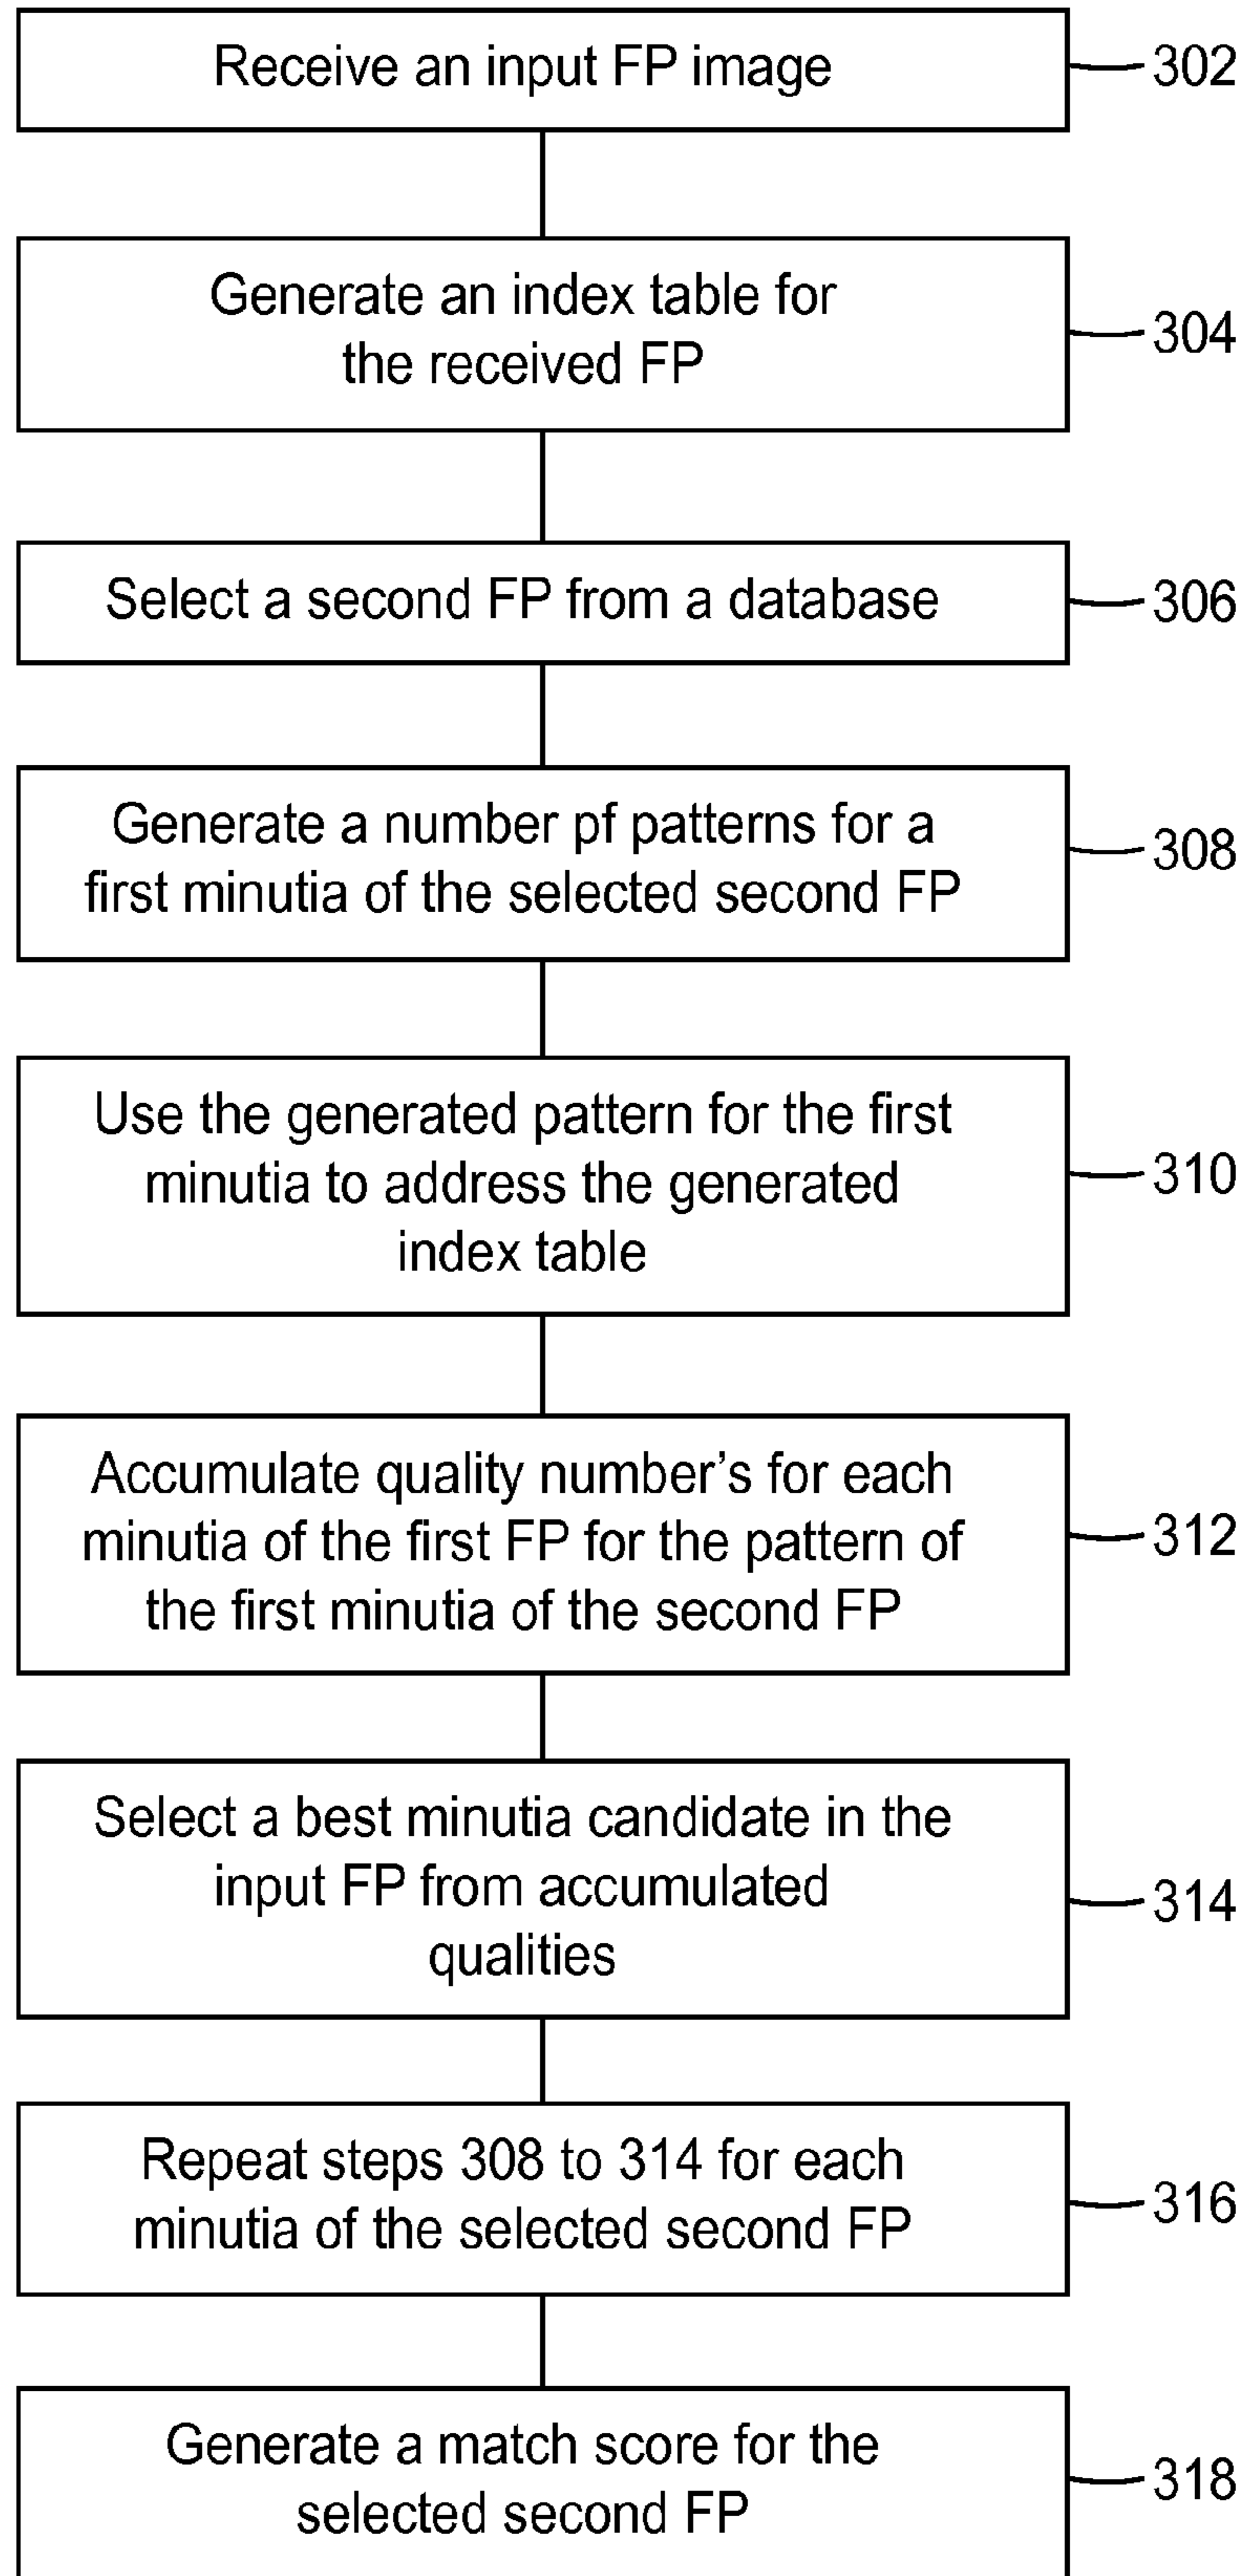 Receive an input FP image
302
Generate an index table for
the received FP
304
Select a second FP from a database
306
Generate a number pf patterns for a
first minutia of the selected second FP
308
Use the generated pattern for the first
minutia to address the generated
index table
310
Accumulate quality number’s for each
minutia of the first FP for the pattern of
the first minutia of the second FP
312
Select a best minutia candidate in the
input FP from accumulated
qualities
314
Repeat steps 308 to 314 for each
minutia of the selected second FP
316
Generate a match score for the
selected second FP
318